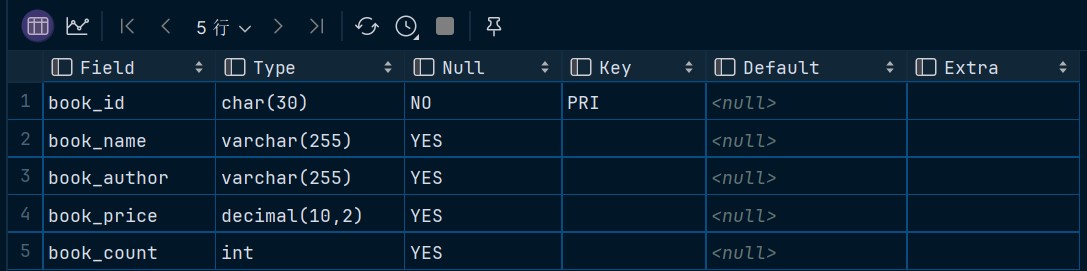 5 行
Field Type Null Key Default Extra
1 book_id char(30) NO PRI <null>
2 book_name varchar(255) YES <null>
3 book_author varchar(255) YES <null>
4 book_price decimal(10,2) YES <null>
5 book_count int YES <null>